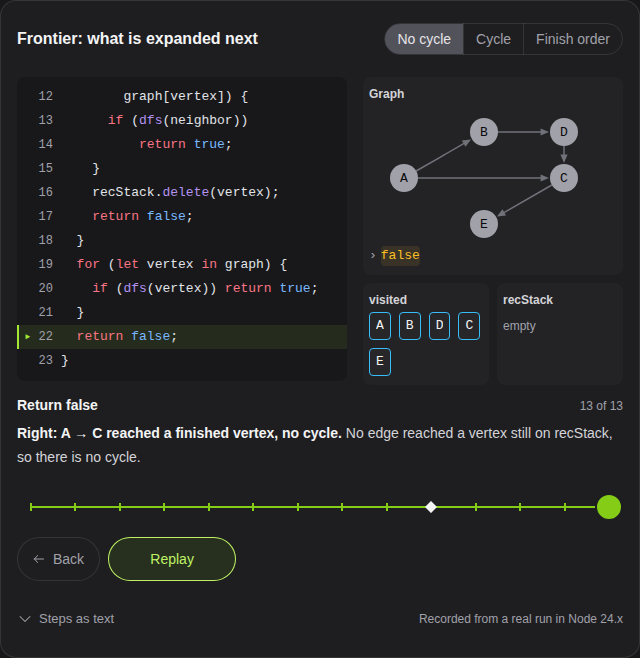 Frontier: what is expanded next
No cycle
Cycle
Finish order
12 graph[vertex]) {
13 if (dfs(neighbor))
14 return true;
15 }
16 recStack.delete(vertex);
17 return false;
18 }
19 for (let vertex in graph) {
20 if (dfs(vertex)) return true;
21 }
▸ 22 return false;
23 }
Graph
B
D
A
C
E
› false
visited
A B D C
E
recStack
empty
Return false
13 of 13
Right: A → C reached a finished vertex, no cycle. No edge reached a vertex still on recStack,
so there is no cycle.
← Back
Replay
Steps as text
Recorded from a real run in Node 24.x